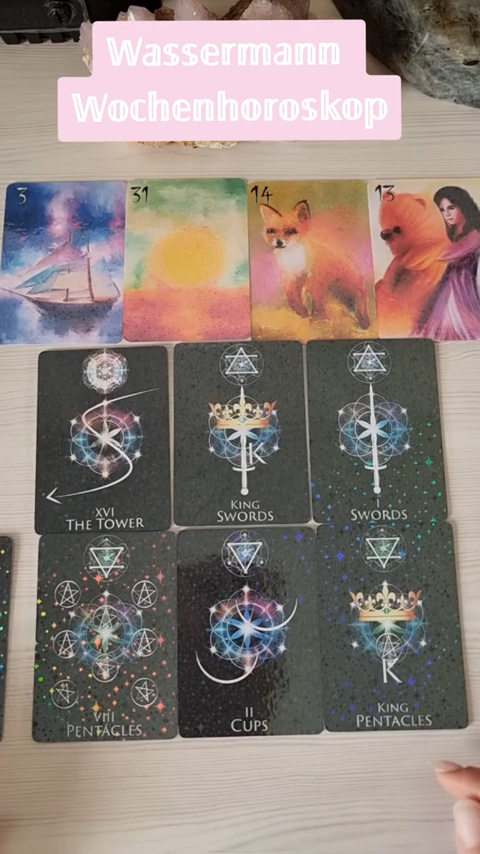 Wassermann
Wochenhoroskop
3
31
14
13
XVI
THE TOWER
K
KING
SWORDS
SWORDS
VIII
PENTACLES
II
CUPS
K
KING
PENTACLES